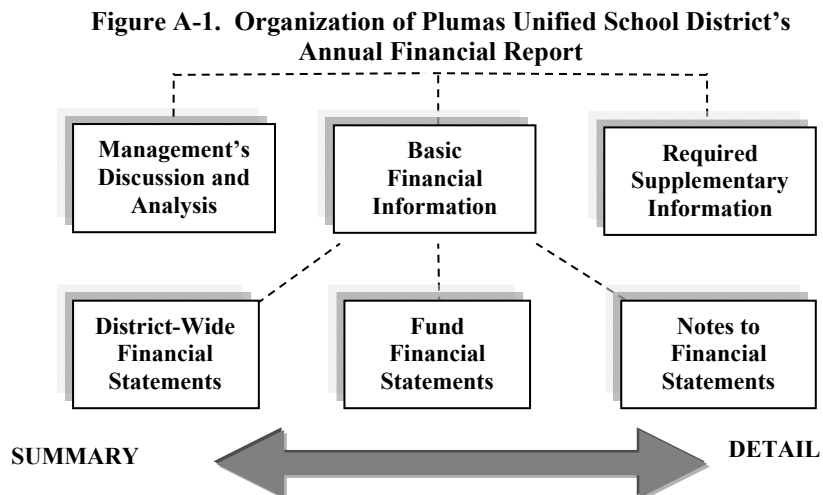 Figure A-1. Organization of Plumas Unified School District's
Annual Financial Report
Management's
Discussion and
Analysis
Basic
Financial
Information
Required
Supplementary
Information
District-Wide
Financial
Statements
Fund
Financial
Statements
Notes to
Financial
Statements
SUMMARY
DETAIL